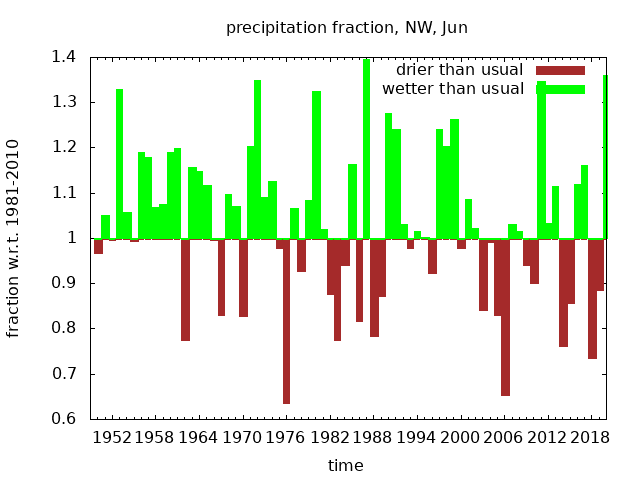 precipitation fraction, NW, Jun
drier than usual
wetter than usual
fraction w.r.t. 1981-2010
1.4
1.3
1.2
1.1
1
0.9
0.8
0.7
0.6
1952 1958 1964 1970 1976 1982 1988 1994 2000 2006 2012 2018
time